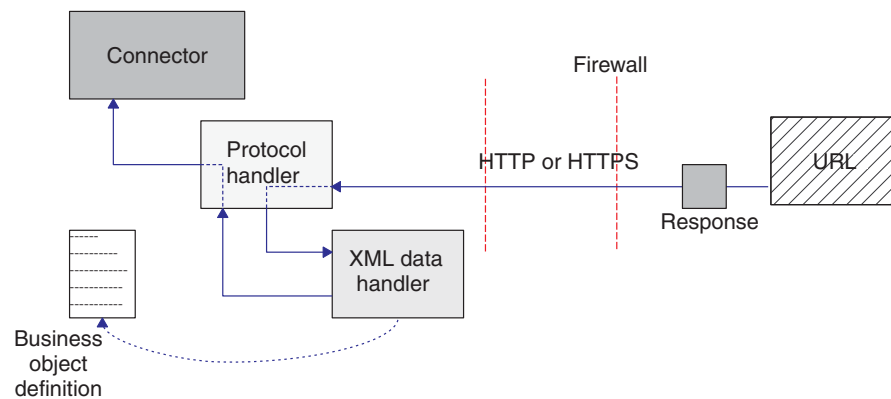 Connector
Firewall
Protocol
handler
HTTP or HTTPS
URL
Response
XML data
handler
Business
object
definition